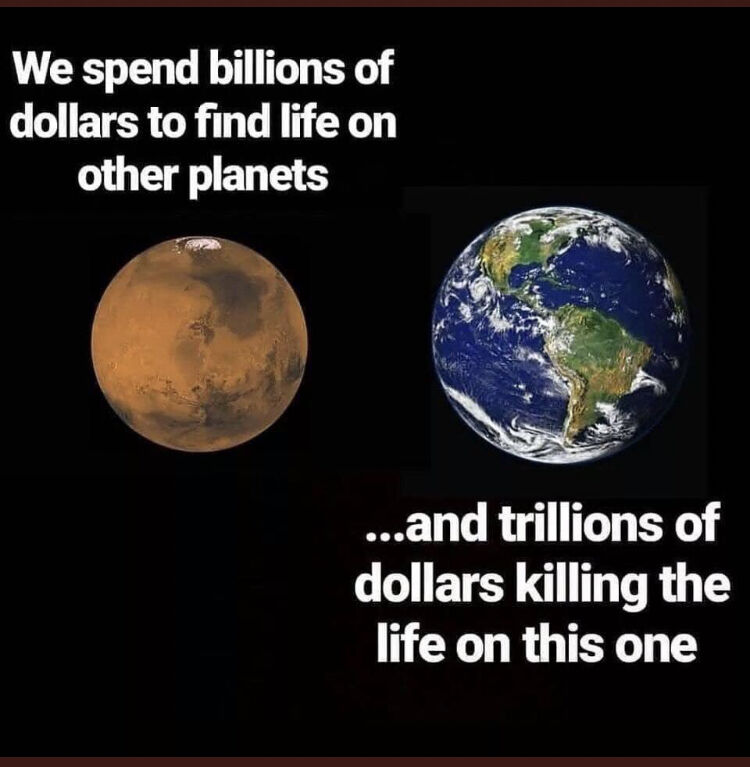 We spend billions of
dollars to find life on
other planets
...and trillions of
dollars killing the
life on this one